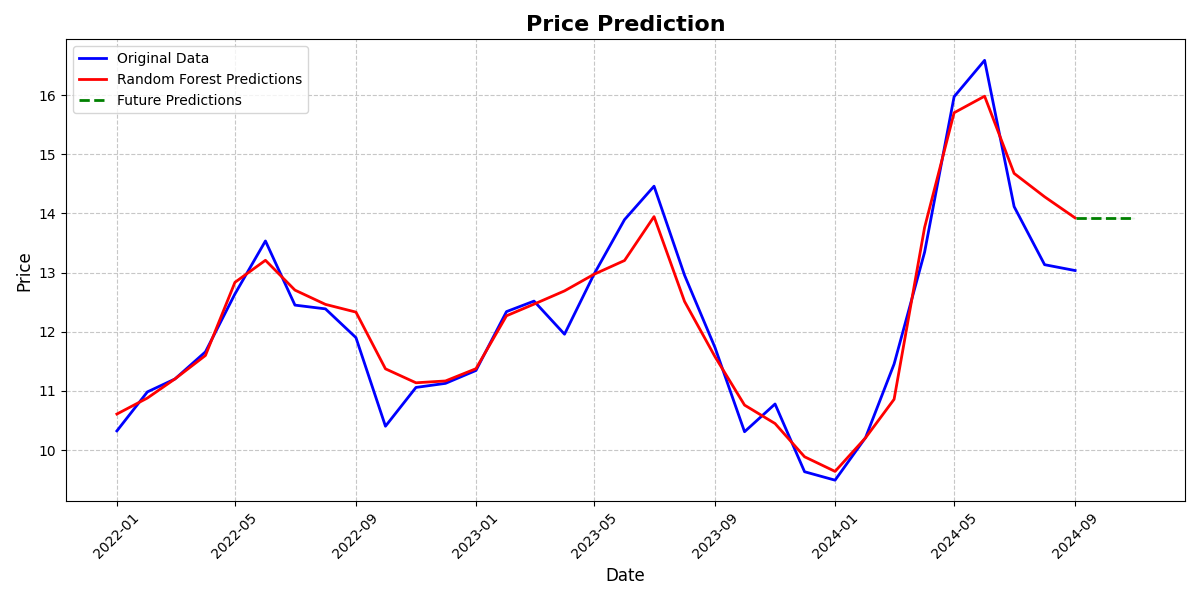 Price Prediction
Original Data
Random Forest Predictions
Future Predictions
Price
16
15
14
13
12
11
10
2022-01
2022-05
2022-09
2023-01
2023-05
2023-09
2024-01
2024-05
2024-09
Date